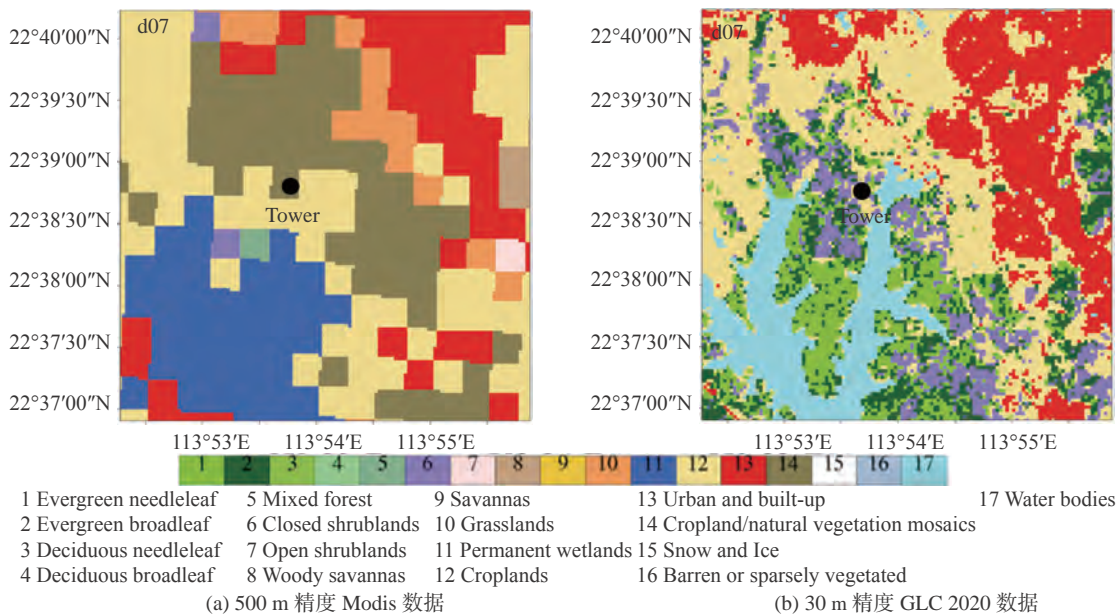 d07
d07
22°40′00″N
22°39′30″N
22°39′00″N
22°38′30″N
22°38′00″N
22°37′30″N
22°37′00″N
Tower
22°40′00″N
22°39′30″N
22°39′00″N
22°38′30″N
22°38′00″N
22°37′30″N
22°37′00″N
Tower
113°53′E 113°54′E 113°55′E
113°53′E 113°54′E 113°55′E
1 2 3 4 5 6 7 8 9 10 11 12 13 14 15 16 17
1 Evergreen needleleaf 5 Mixed forest 9 Savannas 13 Urban and built-up 17 Water bodies
2 Evergreen broadleaf 6 Closed shrublands 10 Grasslands 14 Cropland/natural vegetation mosaics
3 Deciduous needleleaf 7 Open shrublands 11 Permanent wetlands 15 Snow and Ice
4 Deciduous broadleaf 8 Woody savannas 12 Croplands 16 Barren or sparsely vegetated
(a) 500 m 精度 Modis 数据 (b) 30 m 精度 GLC 2020 数据